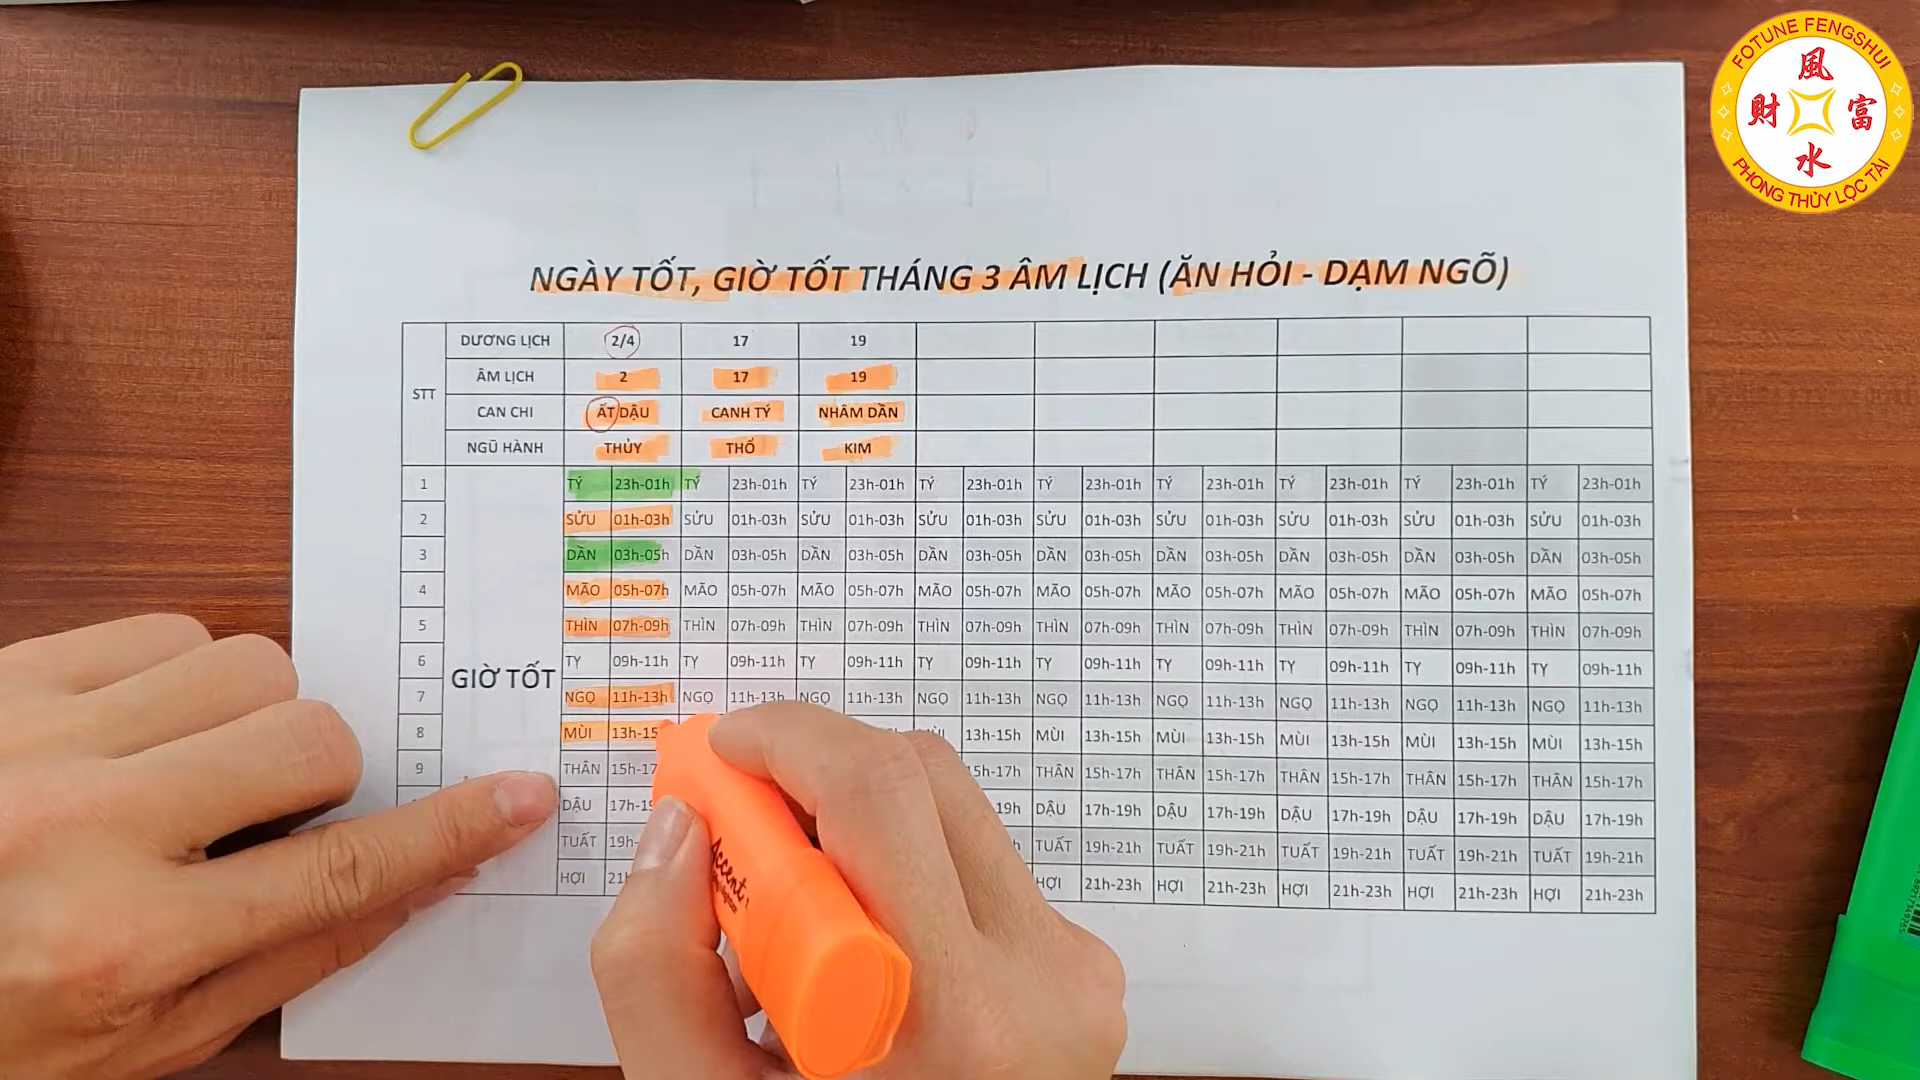 FOTUNE FENGSHUI
風
財 富
水
PHONG THỦY LỘC TÀI
NGÀY TỐT, GIỜ TỐT THÁNG 3 ÂM LỊCH (ĂN HỎI - DẠM NGÕ)
STT
DƯƠNG LỊCH 2/4 17 19
ÂM LỊCH 2 17 19
CAN CHI ẤT DẬU CANH TÝ NHÂM DẦN
NGŨ HÀNH THỦY THỔ KIM
GIỜ TỐT
1 TÝ 23h-01h TÝ 23h-01h TÝ 23h-01h TÝ 23h-01h TÝ 23h-01h TÝ 23h-01h TÝ 23h-01h TÝ 23h-01h TÝ 23h-01h
2 SỬU 01h-03h SỬU 01h-03h SỬU 01h-03h SỬU 01h-03h SỬU 01h-03h SỬU 01h-03h SỬU 01h-03h SỬU 01h-03h SỬU 01h-03h
3 DẦN 03h-05h DẦN 03h-05h DẦN 03h-05h DẦN 03h-05h DẦN 03h-05h DẦN 03h-05h DẦN 03h-05h DẦN 03h-05h DẦN 03h-05h
4 MÃO 05h-07h MÃO 05h-07h MÃO 05h-07h MÃO 05h-07h MÃO 05h-07h MÃO 05h-07h MÃO 05h-07h MÃO 05h-07h MÃO 05h-07h
5 THÌN 07h-09h THÌN 07h-09h THÌN 07h-09h THÌN 07h-09h THÌN 07h-09h THÌN 07h-09h THÌN 07h-09h THÌN 07h-09h THÌN 07h-09h
6 TỴ 09h-11h TỴ 09h-11h TỴ 09h-11h TỴ 09h-11h TỴ 09h-11h TỴ 09h-11h TỴ 09h-11h TỴ 09h-11h TỴ 09h-11h
7 NGỌ 11h-13h NGỌ 11h-13h NGỌ 11h-13h NGỌ 11h-13h NGỌ 11h-13h NGỌ 11h-13h NGỌ 11h-13h NGỌ 11h-13h NGỌ 11h-13h
8 MÙI 13h-15 13h-15h MÙI 13h-15h MÙI 13h-15h MÙI 13h-15h MÙI 13h-15h MÙI 13h-15h
9 THÂN 15h-17 15h-17h THÂN 15h-17h THÂN 15h-17h THÂN 15h-17h THÂN 15h-17h THÂN 15h-17h
DẬU 17h-19 19h DẬU 17h-19h DẬU 17h-19h DẬU 17h-19h DẬU 17h-19h DẬU 17h-19h
TUẤT 19h- TUẤT 19h-21h TUẤT 19h-21h TUẤT 19h-21h TUẤT 19h-21h TUẤT 19h-21h
HỢI HỢI 21h-23h HỢI 21h-23h HỢI 21h-23h HỢI 21h-23h HỢI 21h-23h
Accent